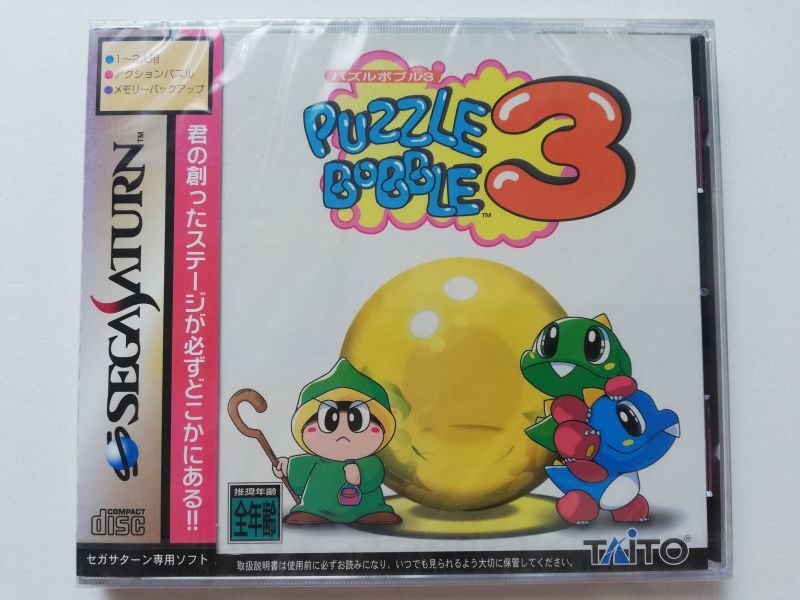 ●1~2人用
●アクションパズル
●メモリーバックアップ
SEGA SATURN™
COMPACT
disc
セガサターン専用ソフト
君の創ったステージが必ずどこかにある!!
パズルボブル3
PUZZLE
BOBBLE 3
™
推奨年齢
全年齢
TAITO®
取扱説明書は使用前に必ずお読みになり、いつでも見られるよう大切に保管してください。